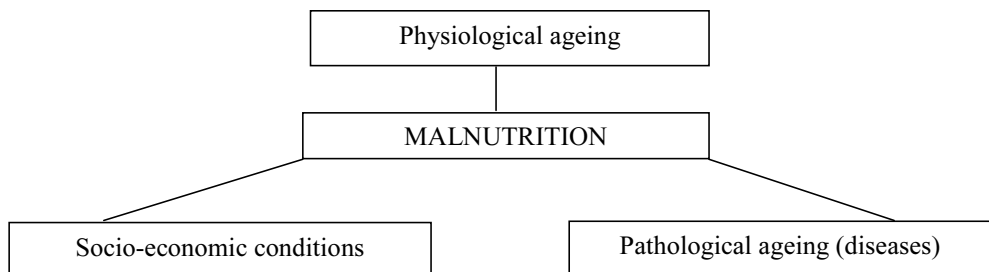 Physiological ageing
MALNUTRITION
Socio-economic conditions
Pathological ageing (diseases)